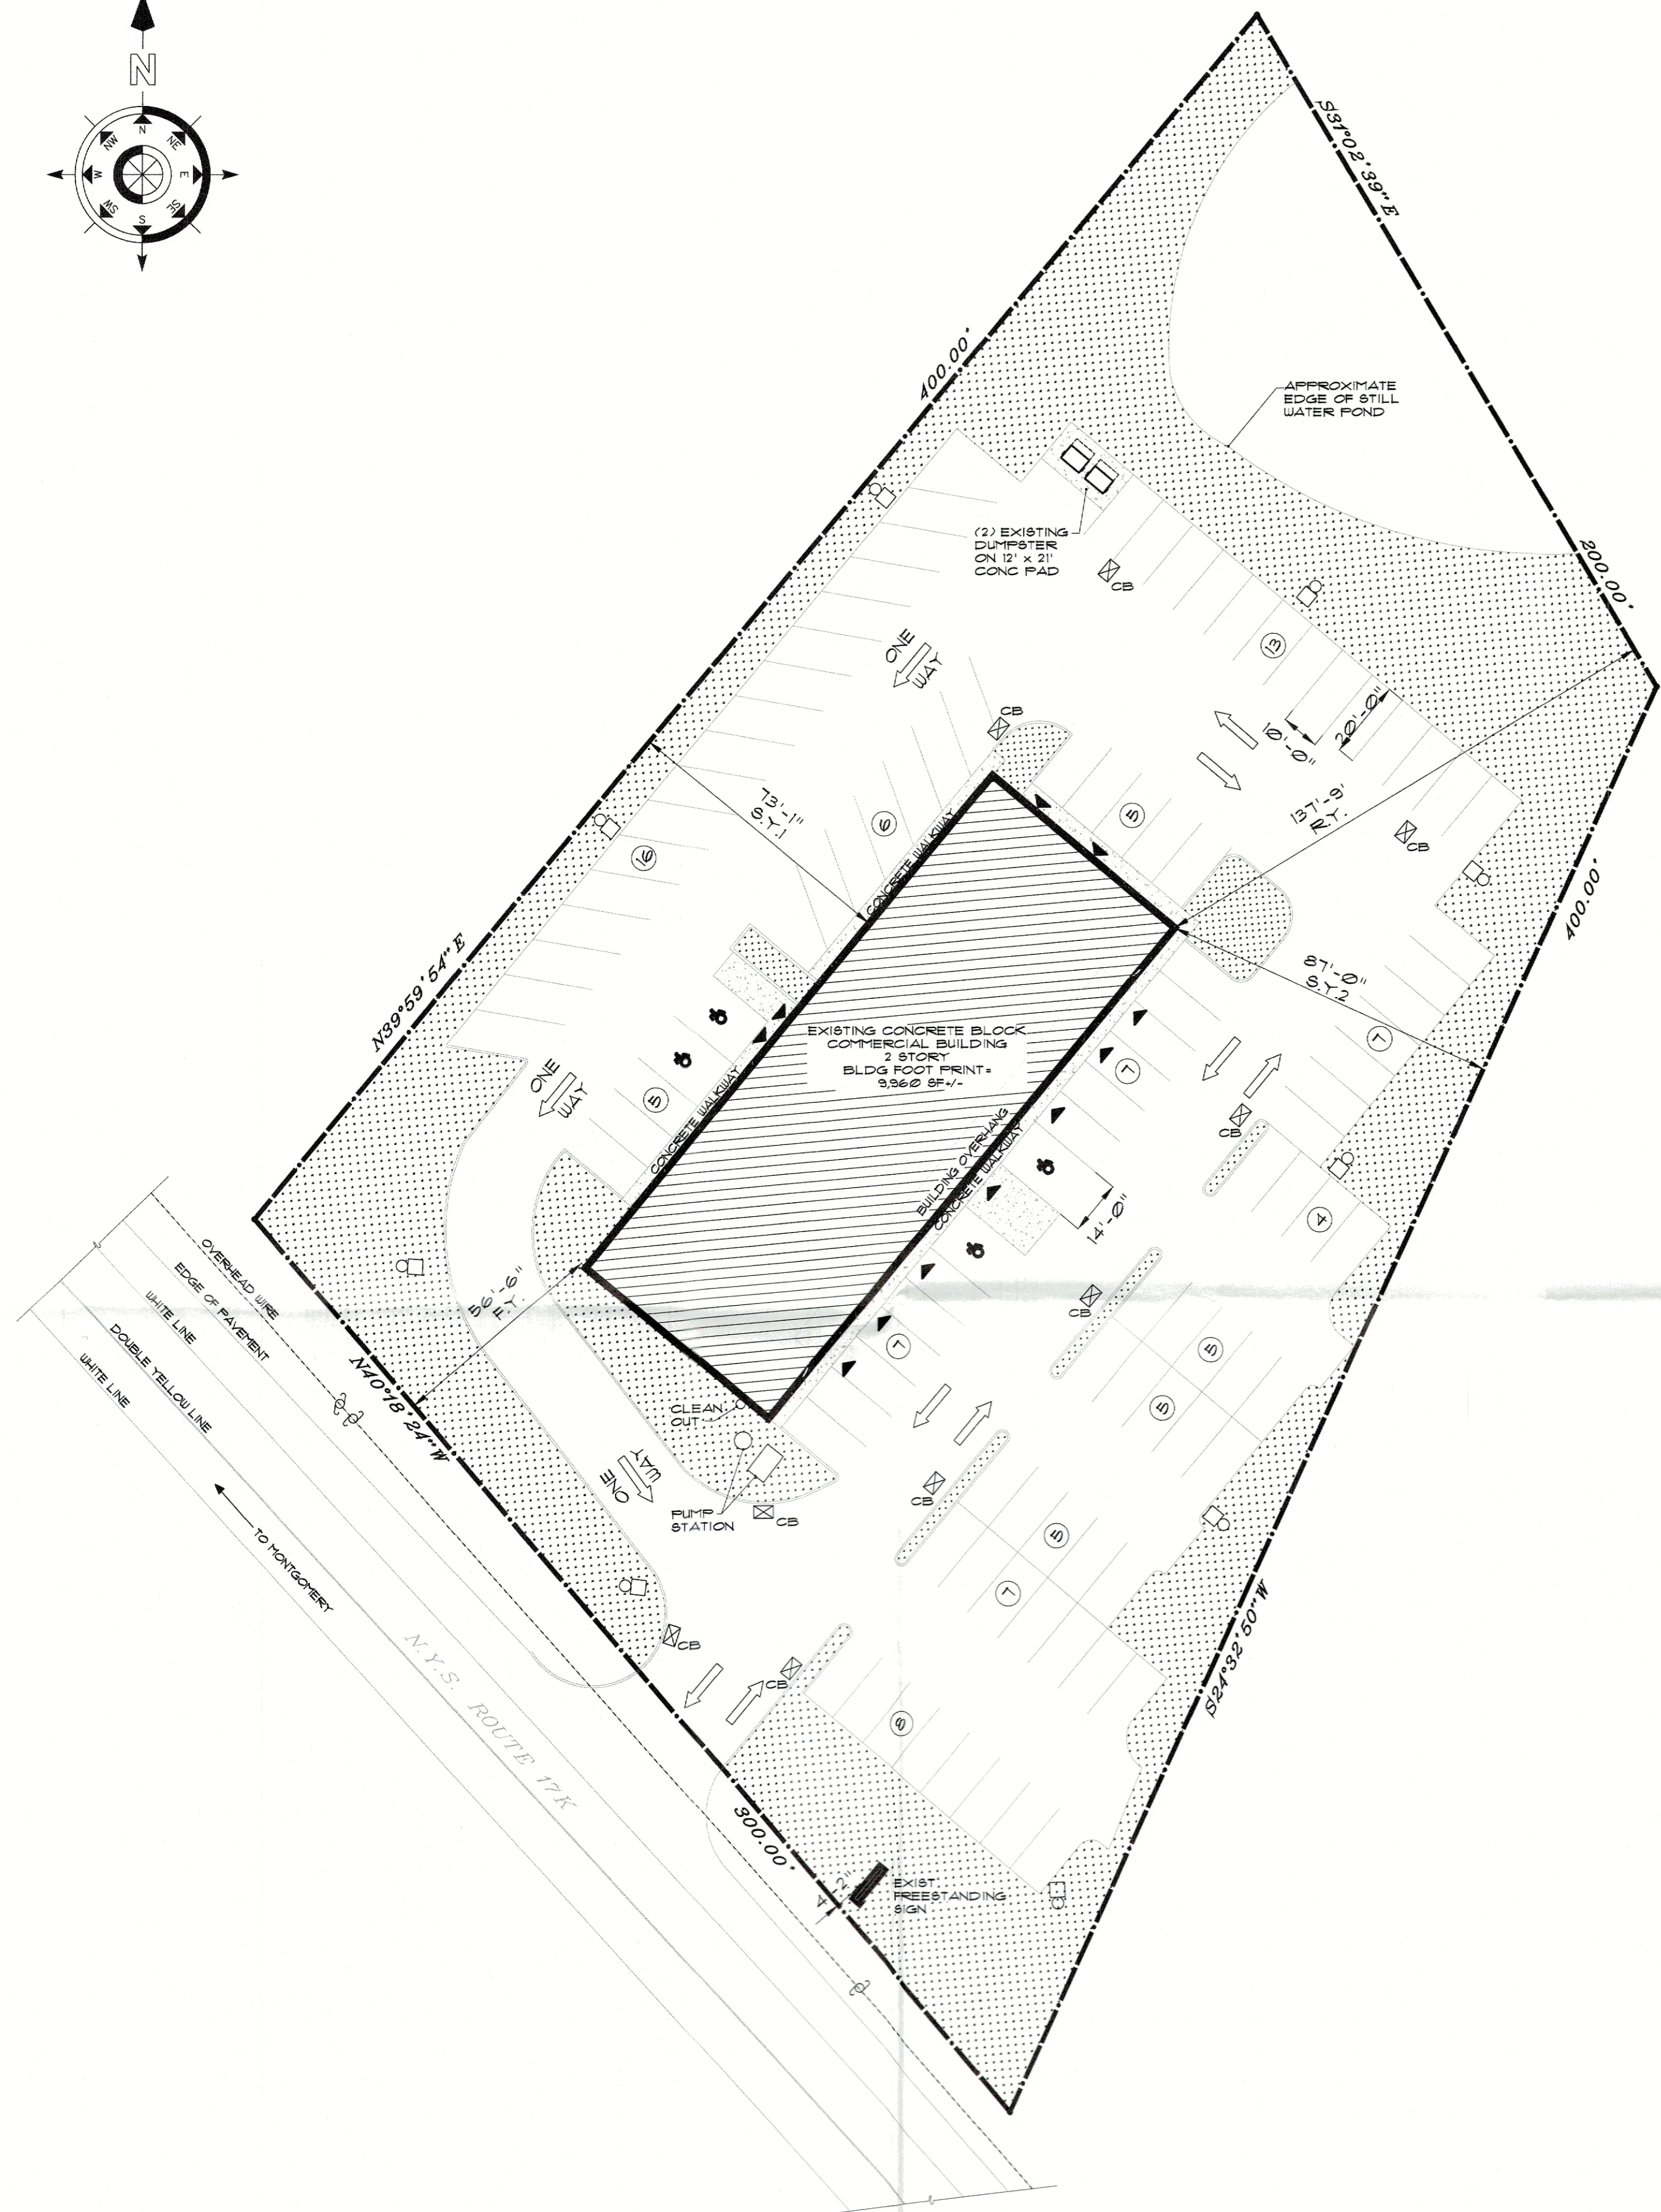 N
N
NE
E
SE
S
SW
W
NW
S31°02'39"E
200.00'
400.00'
N39°59'54"E
APPROXIMATE
EDGE OF STILL
WATER POND
(2) EXISTING
DUMPSTER
ON 12' x 21'
CONC PAD
CB
13
ONE
WAY
CB
10'-0"
20'-0"
73'-1"
S.Y.1
6
5
137'-9'
R.Y.
CB
16
CONCRETE WALKWAY
400.00'
87'-0"
S.Y.2
7
EXISTING CONCRETE BLOCK
COMMERCIAL BUILDING
2 STORY
BLDG FOOT PRINT=
9,960 SF+/-
7
ONE
WAY
5
CONCRETE WALKWAY
BUILDING OVERHANG
CONCRETE WALKWAY
CB
14'-0"
4
56'-6"
F.Y.
OVERHEAD WIRE
EDGE OF PAVEMENT
WHITE LINE
DOUBLE YELLOW LINE
WHITE LINE
N40°18'24"W
CB
7
5
5
CLEAN
OUT
ONE
WAY
PUMP
STATION
CB
CB
5
7
TO MONTGOMERY
N.Y.S. ROUTE 17K
CB
CB
8
S24°32'50"W
300.00'
4'-2"
EXIST
FREESTANDING
SIGN